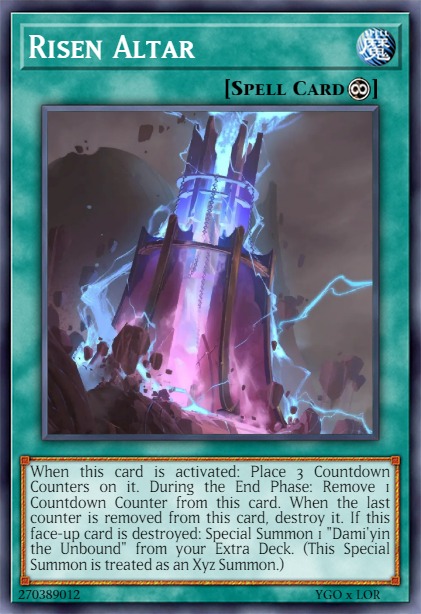 Risen Altar
魔
[Spell Card]
When this card is activated: Place 3 Countdown
Counters on it. During the End Phase: Remove 1
Countdown Counter from this card. When the last
counter is removed from this card, destroy it. If this
face-up card is destroyed: Special Summon 1 "Dami'yin
the Unbound" from your Extra Deck. (This Special
Summon is treated as an Xyz Summon.)
270389012
YGO x LOR